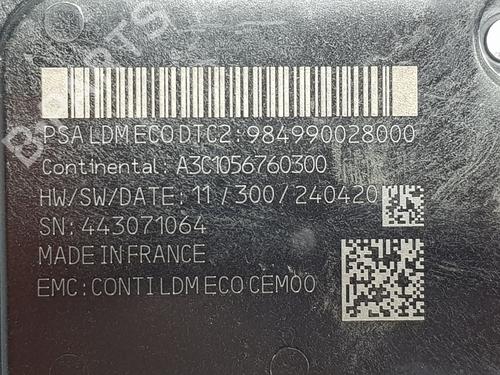 PSA LDM ECO DTC2: 984990028000
Continental: A3C1056760300
HW/SW/DATE: 11/300/240420
SN: 443071064
MADE IN FRANCE
EMC: CONTI LDM ECO CEM00